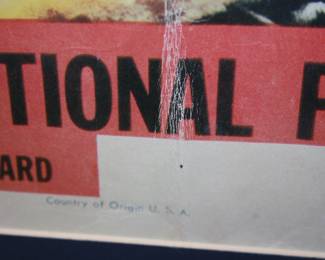 TIONAL F
ARD
Country of Origin U. S. A.